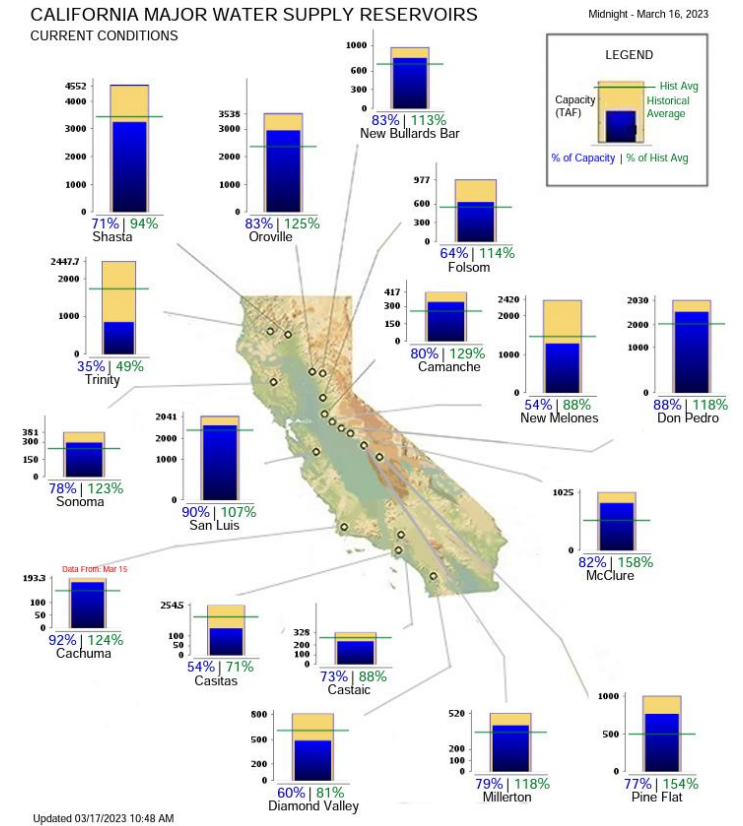 CALIFORNIA MAJOR WATER SUPPLY RESERVOIRS
Midnight - March 16, 2023
CURRENT CONDITIONS
LEGEND
Capacity
(TAF)
Hist Avg
Historical
Average
% of Capacity | % of Hist Avg
1000
600
300
0
83% | 113%
New Bullards Bar
4552
4000
3000
2000
1000
0
71% | 94%
Shasta
3538
3000
2000
1000
0
83% | 125%
Oroville
977
600
300
0
64% | 114%
Folsom
2447.7
2000
1000
0
35% | 49%
Trinity
417
300
150
0
80% | 129%
Camanche
2420
2000
1000
0
54% | 88%
New Melones
2030
2000
1000
0
88% | 118%
Don Pedro
381
300
150
0
78% | 123%
Sonoma
2041
2000
1000
0
90% | 107%
San Luis
1025
0
82% | 158%
McClure
Data From: Mar 15
193.3
100
50
0
92% | 124%
Cachuma
254.5
100
50
0
54% | 71%
Casitas
328
200
100
0
73% | 88%
Castaic
800
500
200
0
60% | 81%
Diamond Valley
520
200
100
0
79% | 118%
Millerton
1000
500
0
77% | 154%
Pine Flat
Updated 03/17/2023 10:48 AM